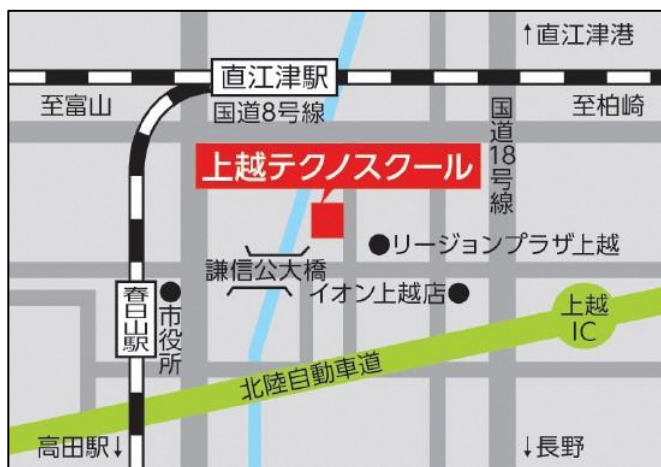 ↑直江津港
直江津駅
至富山
国道8号線
国道18号線
至柏崎
上越テクノスクール
●リージョンプラザ上越
謙信公大橋
イオン上越店●
春日山駅
●市役所
上越
IC
北陸自動車道
高田駅↓
↓長野